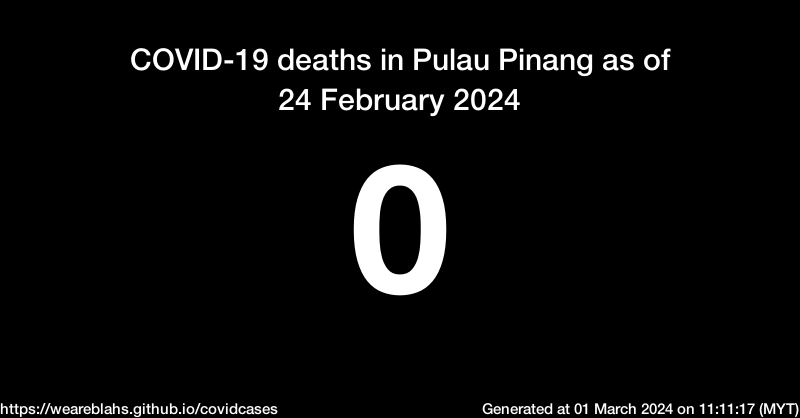 COVID-19 deaths in Pulau Pinang as of
24 February 2024
0
https://weareblahs.github.io/covidcases
Generated at 01 March 2024 on 11:11:17 (MYT)